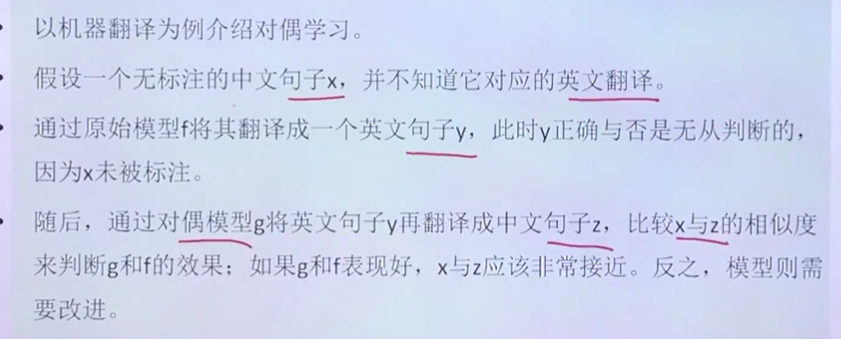 以机器翻译为例介绍对偶学习。
假设一个无标注的中文句子x，并不知道它对应的英文翻译。
通过原始模型f将其翻译成一个英文句子y，此时y正确与否是无从判断的，
因为x未被标注。
随后，通过对偶模型g将英文句子y再翻译成中文句子z，比较x与z的相似度
来判断g和f的效果；如果g和f表现好，x与z应该非常接近。反之，模型则需
要改进。